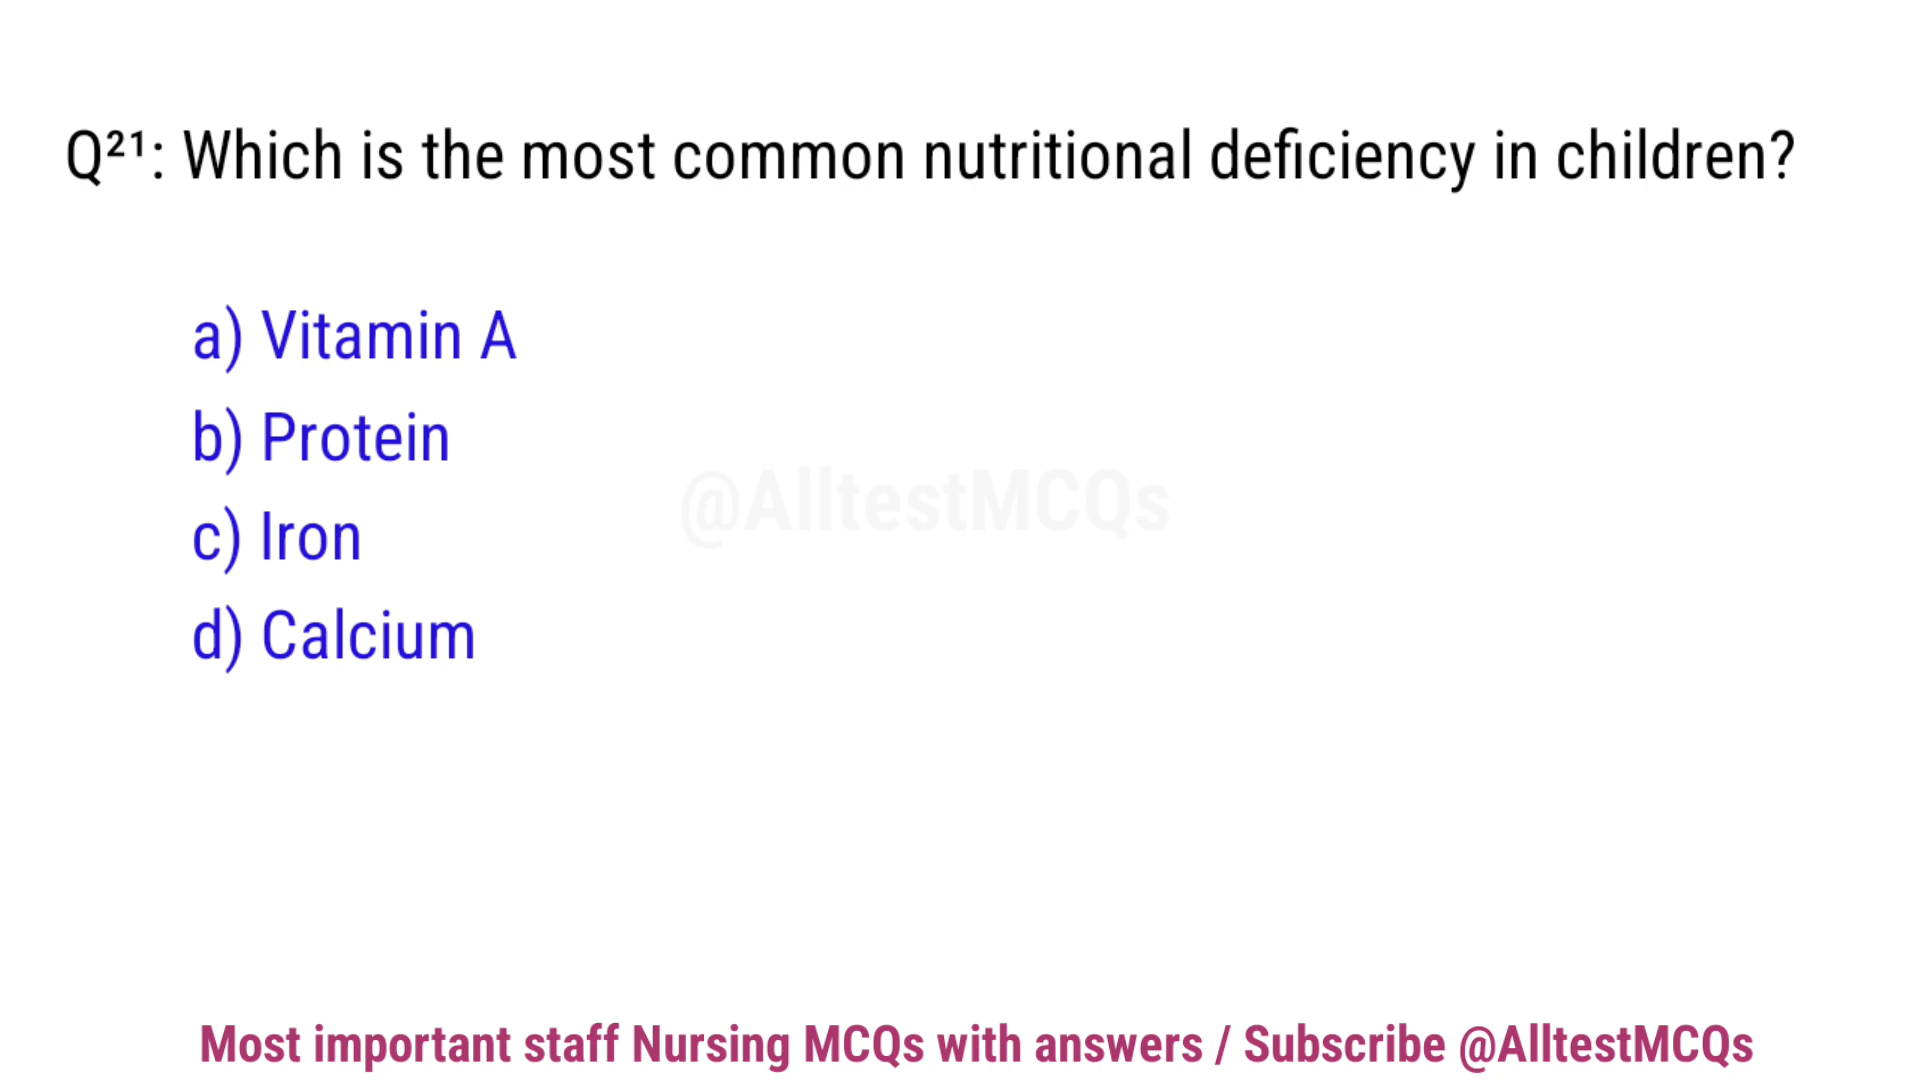 Q²¹: Which is the most common nutritional deficiency in children?
a) Vitamin A
b) Protein
@AlltestMCQs
c) Iron
d) Calcium
Most important staff Nursing MCQs with answers / Subscribe @AlltestMCQs